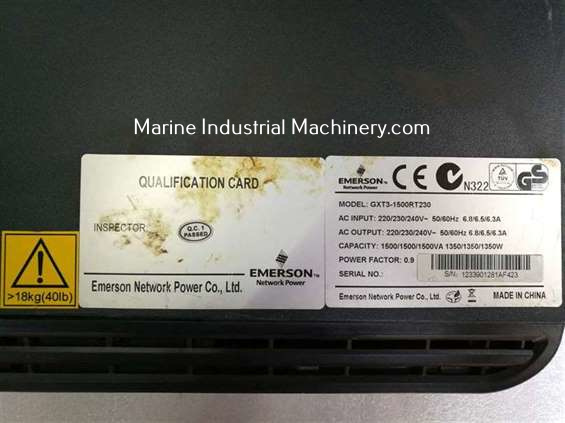 Marine Industrial Machinery.com
QUALIFICATION CARD
INSPECTOR
Q.C. 1
PASSED
EMERSON
Network Power
Emerson Network Power Co., Ltd.
>18kg(40lb)
EMERSON
Network Power
CE
N322
TÜV
GS
MODEL: GXT3-1500RT230
AC INPUT: 220/230/240V~ 50/60Hz 6.8/6.5/6.3A
AC OUTPUT: 220/230/240V~ 50/60Hz 6.8/6.5/6.3A
CAPACITY: 1500/1500/1500VA 1350/1350/1350W
POWER FACTOR: 0.9
SERIAL NO.:
S/N: 1233901281AF423
Emerson Network Power Co., Ltd.
MADE IN CHINA